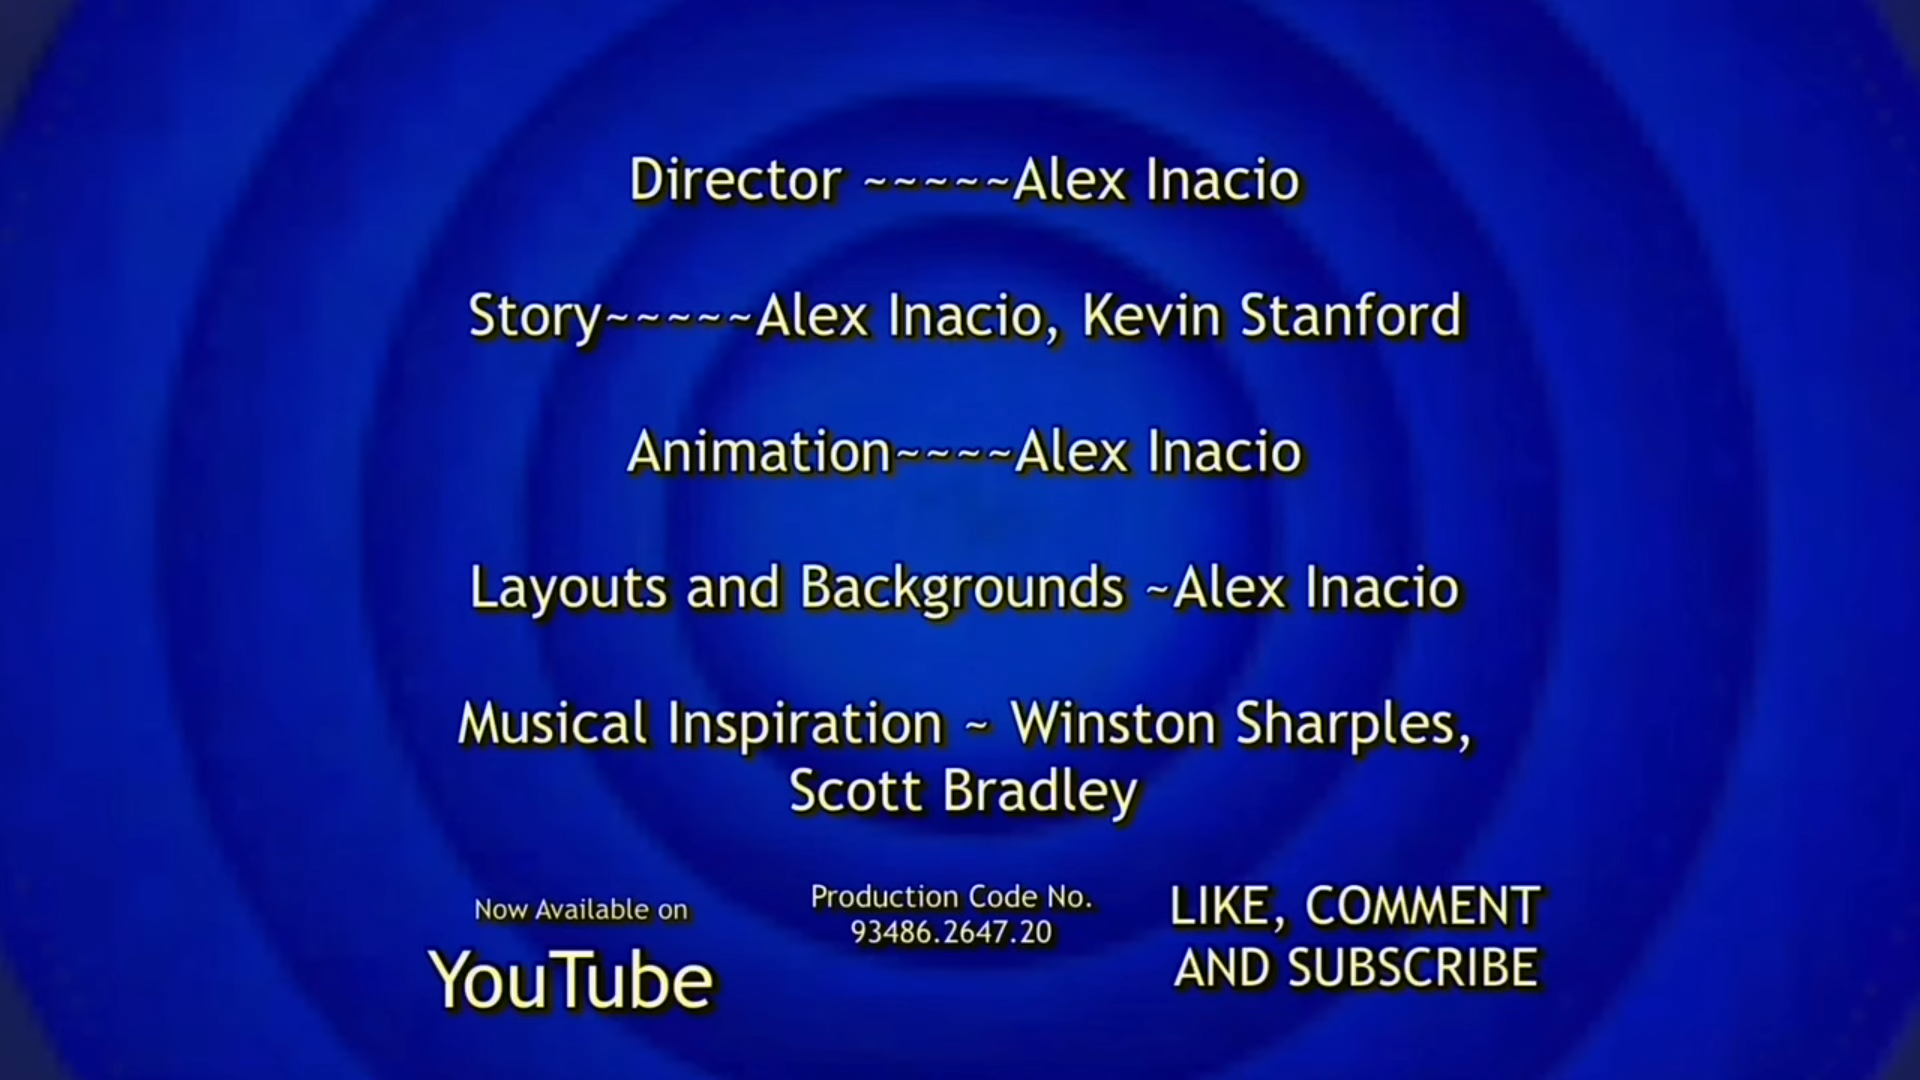 Director ~~~~~Alex Inacio
Story~~~~~Alex Inacio, Kevin Stanford
Animation~~~~Alex Inacio
Layouts and Backgrounds ~Alex Inacio
Musical Inspiration ~ Winston Sharples,
Scott Bradley
Now Available on
YouTube
Production Code No.
93486.2647.20
LIKE, COMMENT
AND SUBSCRIBE